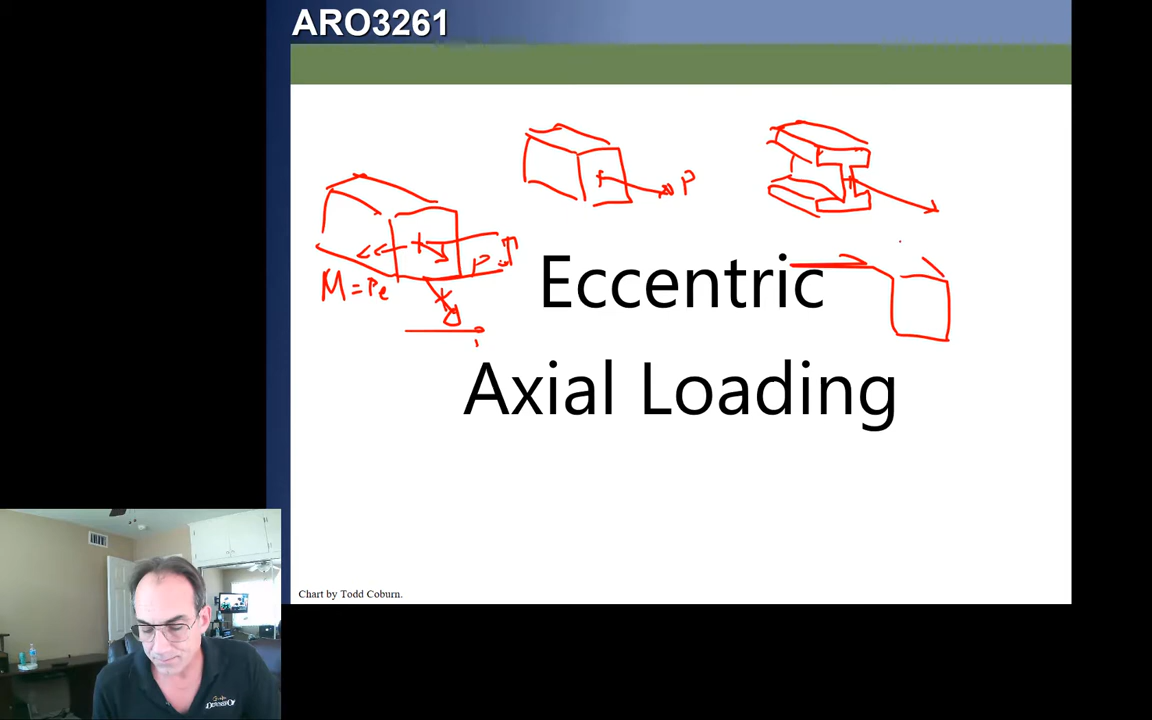 ARO3261
P
P
M = Pe
Eccentric
Axial Loading
Chart by Todd Coburn.